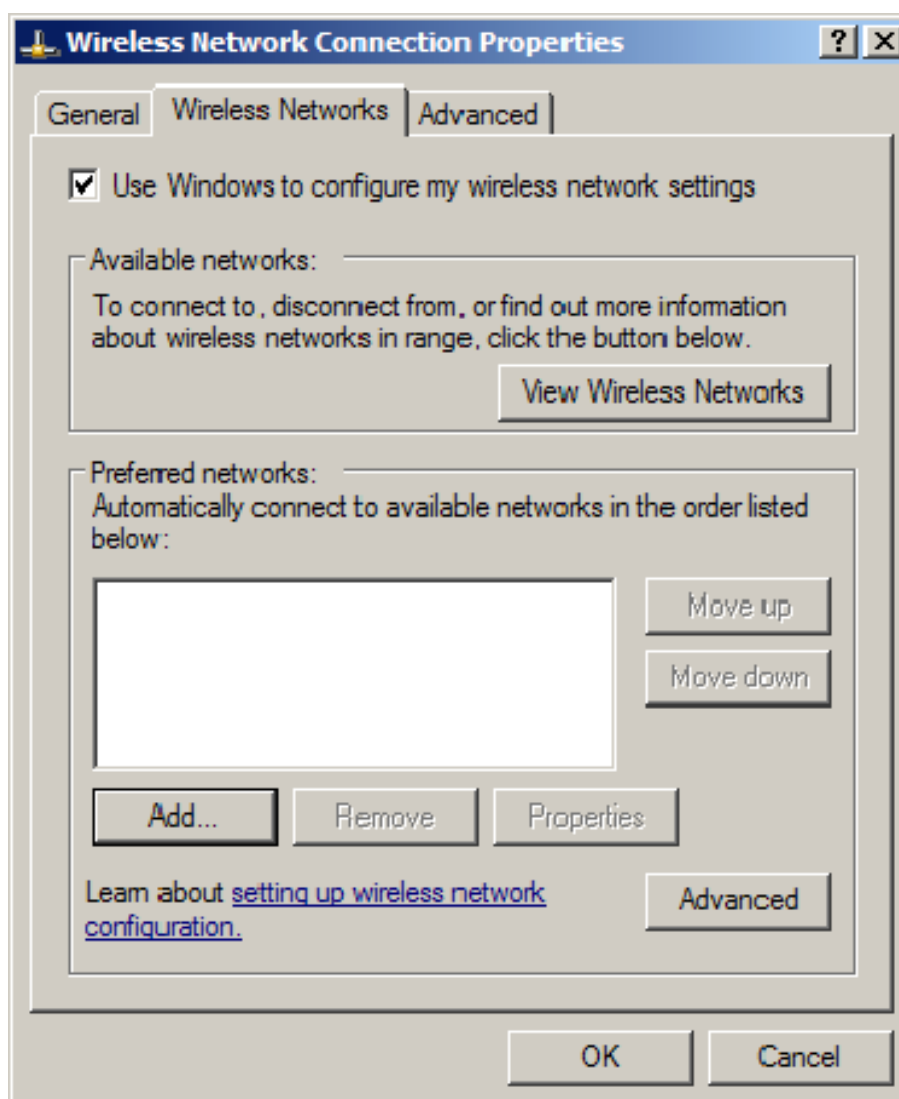 Wireless Network Connection Properties
General Wireless Networks Advanced
Use Windows to configure my wireless network settings
Available networks:
To connect to, disconnect from, or find out more information
about wireless networks in range, click the button below.
View Wireless Networks
Preferred networks:
Automatically connect to available networks in the order listed
below:
Move up
Move down
Add... Remove Properties
Learn about setting up wireless network
configuration.
Advanced
OK Cancel